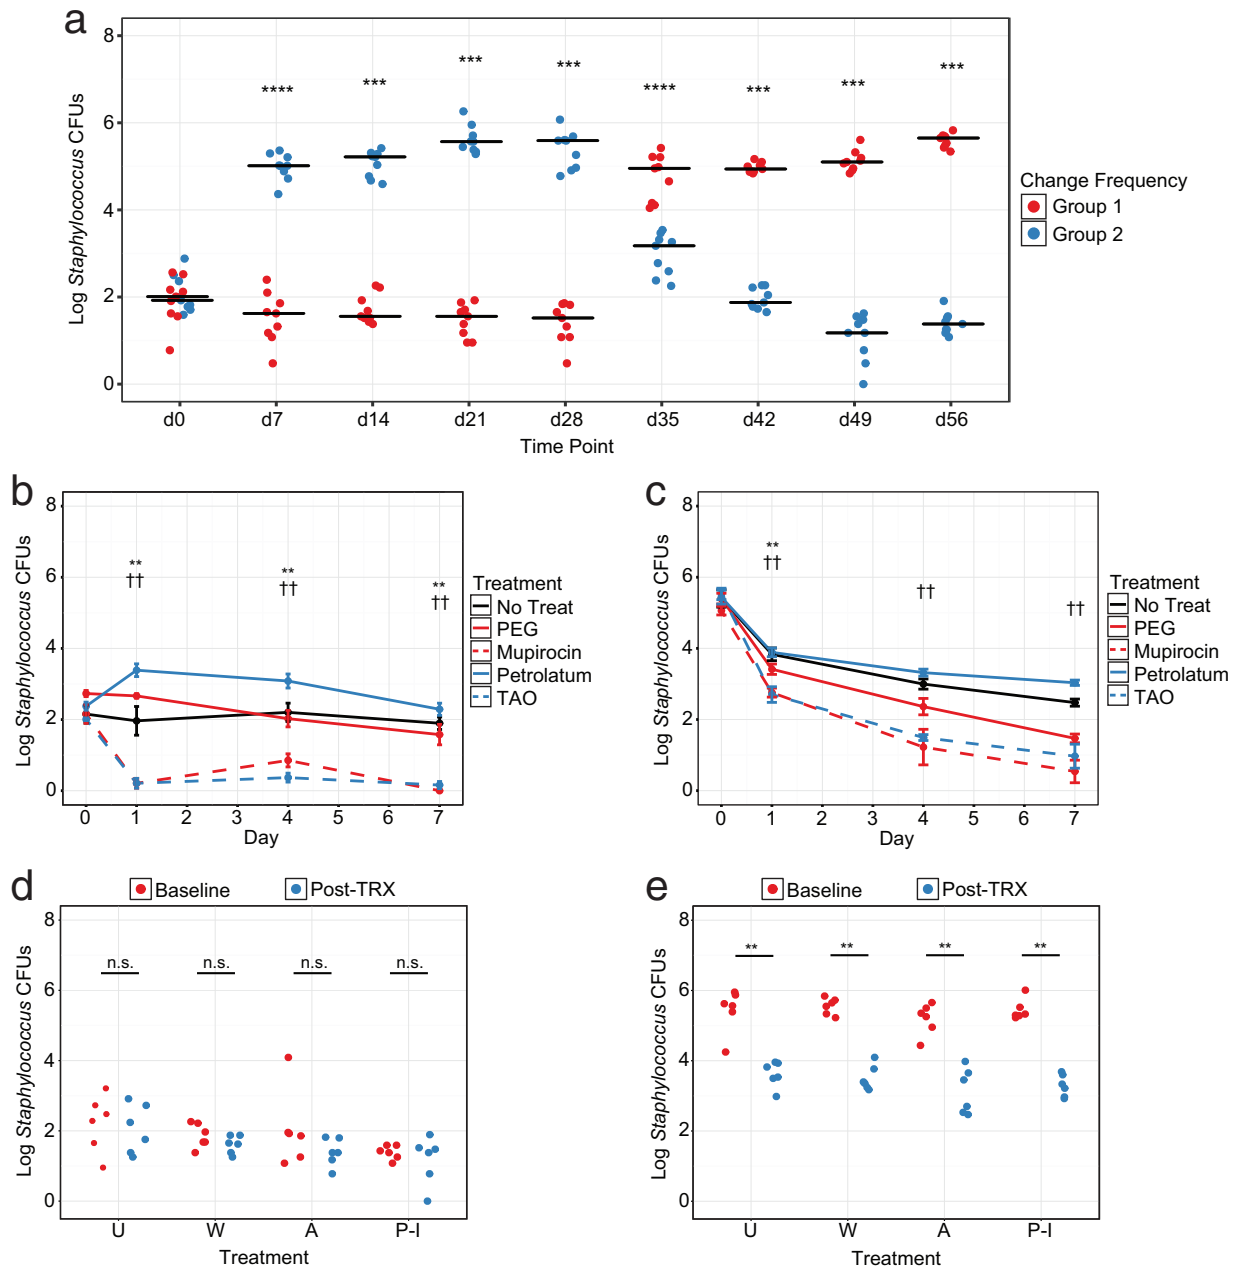 a
Log Staphylococcus CFUs
8
6
4
2
0
**** *** *** *** **** *** *** ***
d0 d7 d14 d21 d28 d35 d42 d49 d56
Time Point
Change Frequency
Group 1
Group 2
b
Log Staphylococcus CFUs
8
6
4
2
0
** ** **
†† †† ††
0 1 2 3 4 5 6 7
Day
Treatment
No Treat
PEG
Mupirocin
Petrolatum
TAO
c
Log Staphylococcus CFUs
8
6
4
2
0
**
†† †† ††
0 1 2 3 4 5 6 7
Day
Treatment
No Treat
PEG
Mupirocin
Petrolatum
TAO
d
Baseline Post-TRX
Log Staphylococcus CFUs
8
6
4
2
0
n.s. n.s. n.s. n.s.
U W A P-I
Treatment
e
Baseline Post-TRX
Log Staphylococcus CFUs
8
6
4
2
0
** ** ** **
U W A P-I
Treatment